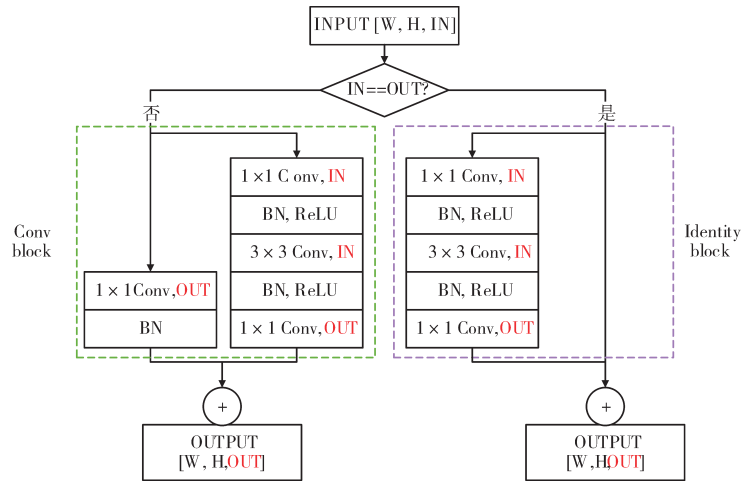 INPUT [W, H, IN]
IN==OUT?
否
是
Conv
block
1×1 Conv,OUT
BN
1×1 C onv, IN
BN, ReLU
3×3 Conv, IN
BN, ReLU
1×1 Conv,OUT
1×1 Conv, IN
BN, ReLU
3×3 Conv, IN
BN, ReLU
1×1 Conv,OUT
Identity
block
+
OUTPUT
[W, H,OUT]
+
OUTPUT
[W,H,OUT]